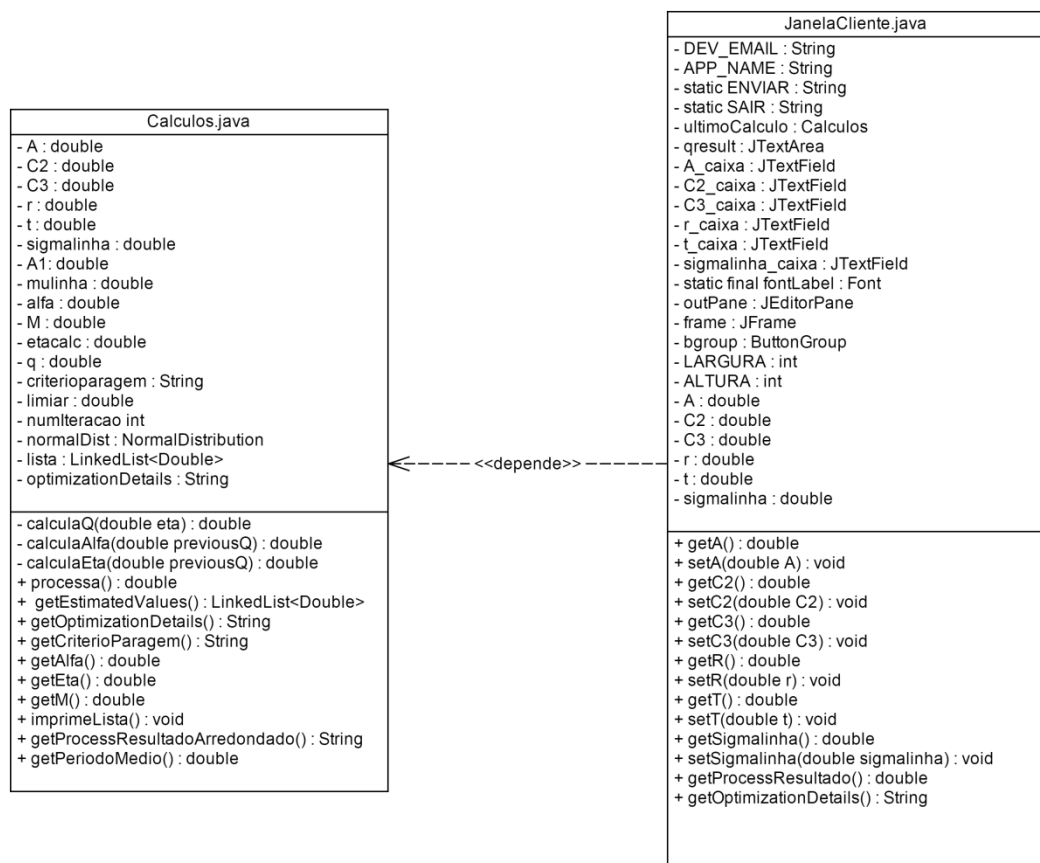 Calculos.java
- A : double
- C2 : double
- C3 : double
- r : double
- t : double
- sigmalinha : double
- A1: double
- mulinha : double
- alfa : double
- M : double
- etacalc : double
- q : double
- criterioparagem : String
- limiar : double
- numIteracao int
- normalDist : NormalDistribution
- lista : LinkedList<Double>
- optimizationDetails : String
- calculaQ(double eta) : double
- calculaAlfa(double previousQ) : double
- calculaEta(double previousQ) : double
+ processa() : double
+ getEstimatedValues() : LinkedList<Double>
+ getOptimizationDetails() : String
+ getCriterioParagem() : String
+ getAlfa() : double
+ getEta() : double
+ getM() : double
+ imprimeLista() : void
+ getProcessResultadoArredondado() : String
+ getPeriodoMedio() : double
<<depende>>
JanelaCliente.java
- DEV_EMAIL : String
- APP_NAME : String
- static ENVIAR : String
- static SAIR : String
- ultimoCalculo : Calculos
- qresult : JTextArea
- A_caixa : JTextField
- C2_caixa : JTextField
- C3_caixa : JTextField
- r_caixa : JTextField
- t_caixa : JTextField
- sigmalinha_caixa : JTextField
- static final fontLabel : Font
- outPane : JEditorPane
- frame : JFrame
- bgroup : ButtonGroup
- LARGURA : int
- ALTURA : int
- A : double
- C2 : double
- C3 : double
- r : double
- t : double
- sigmalinha : double
+ getA() : double
+ setA(double A) : void
+ getC2() : double
+ setC2(double C2) : void
+ getC3() : double
+ setC3(double C3) : void
+ getR() : double
+ setR(double r) : void
+ getT() : double
+ setT(double t) : void
+ getSigmalinha() : double
+ setSigmalinha(double sigmalinha) : void
+ getProcessResultado() : double
+ getOptimizationDetails() : String